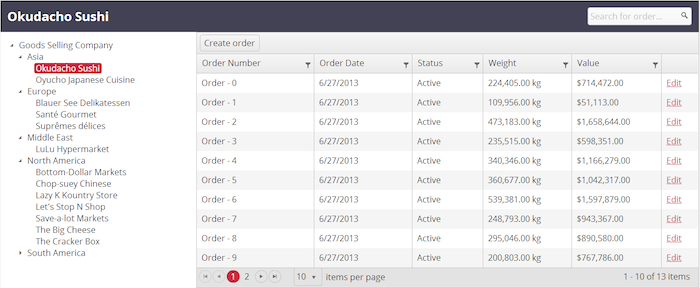 Okudacho Sushi
Search for order...
Goods Selling Company
Asia
Okudacho Sushi
Oyucho Japanese Cuisine
Europe
Blauer See Delikatessen
Santé Gourmet
Suprêmes délices
Middle East
LuLu Hypermarket
North America
Bottom-Dollar Markets
Chop-suey Chinese
Lazy K Kountry Store
Let's Stop N Shop
Save-a-lot Markets
The Big Cheese
The Cracker Box
South America
Create order
Order Number Order Date Status Weight Value
Order - 0 6/27/2013 Active 224,405.00 kg $714,472.00 Edit
Order - 1 6/27/2013 Active 109,956.00 kg $51,113.00 Edit
Order - 2 6/27/2013 Active 473,183.00 kg $1,658,644.00 Edit
Order - 3 6/27/2013 Active 235,515.00 kg $598,351.00 Edit
Order - 4 6/27/2013 Active 340,346.00 kg $1,166,279.00 Edit
Order - 5 6/27/2013 Active 360,677.00 kg $1,042,317.00 Edit
Order - 6 6/27/2013 Active 539,381.00 kg $1,597,879.00 Edit
Order - 7 6/27/2013 Active 248,793.00 kg $943,367.00 Edit
Order - 8 6/27/2013 Active 295,046.00 kg $890,580.00 Edit
Order - 9 6/27/2013 Active 200,803.00 kg $767,786.00 Edit
1 2 10 items per page 1 - 10 of 13 items